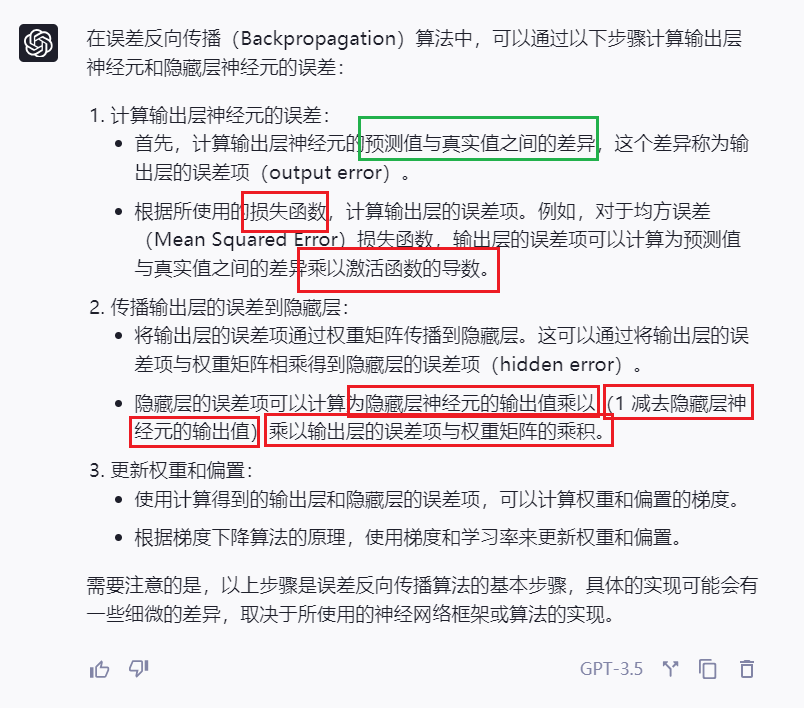 在误差反向传播（Backpropagation）算法中，可以通过以下步骤计算输出层
神经元和隐藏层神经元的误差：
1. 计算输出层神经元的误差：
• 首先，计算输出层神经元的预测值与真实值之间的差异，这个差异称为输
出层的误差项（output error）。
• 根据所使用的损失函数，计算输出层的误差项。例如，对于均方误差
（Mean Squared Error）损失函数，输出层的误差项可以计算为预测值
与真实值之间的差异乘以激活函数的导数。
2. 传播输出层的误差到隐藏层：
• 将输出层的误差项通过权重矩阵传播到隐藏层。这可以通过将输出层的误
差项与权重矩阵相乘得到隐藏层的误差项（hidden error）。
• 隐藏层的误差项可以计算为隐藏层神经元的输出值乘以（1 减去隐藏层神
经元的输出值）乘以输出层的误差项与权重矩阵的乘积。
3. 更新权重和偏置：
• 使用计算得到的输出层和隐藏层的误差项，可以计算权重和偏置的梯度。
• 根据梯度下降算法的原理，使用梯度和学习率来更新权重和偏置。
需要注意的是，以上步骤是误差反向传播算法的基本步骤，具体的实现可能会有
一些细微的差异，取决于所使用的神经网络框架或算法的实现。
GPT-3.5